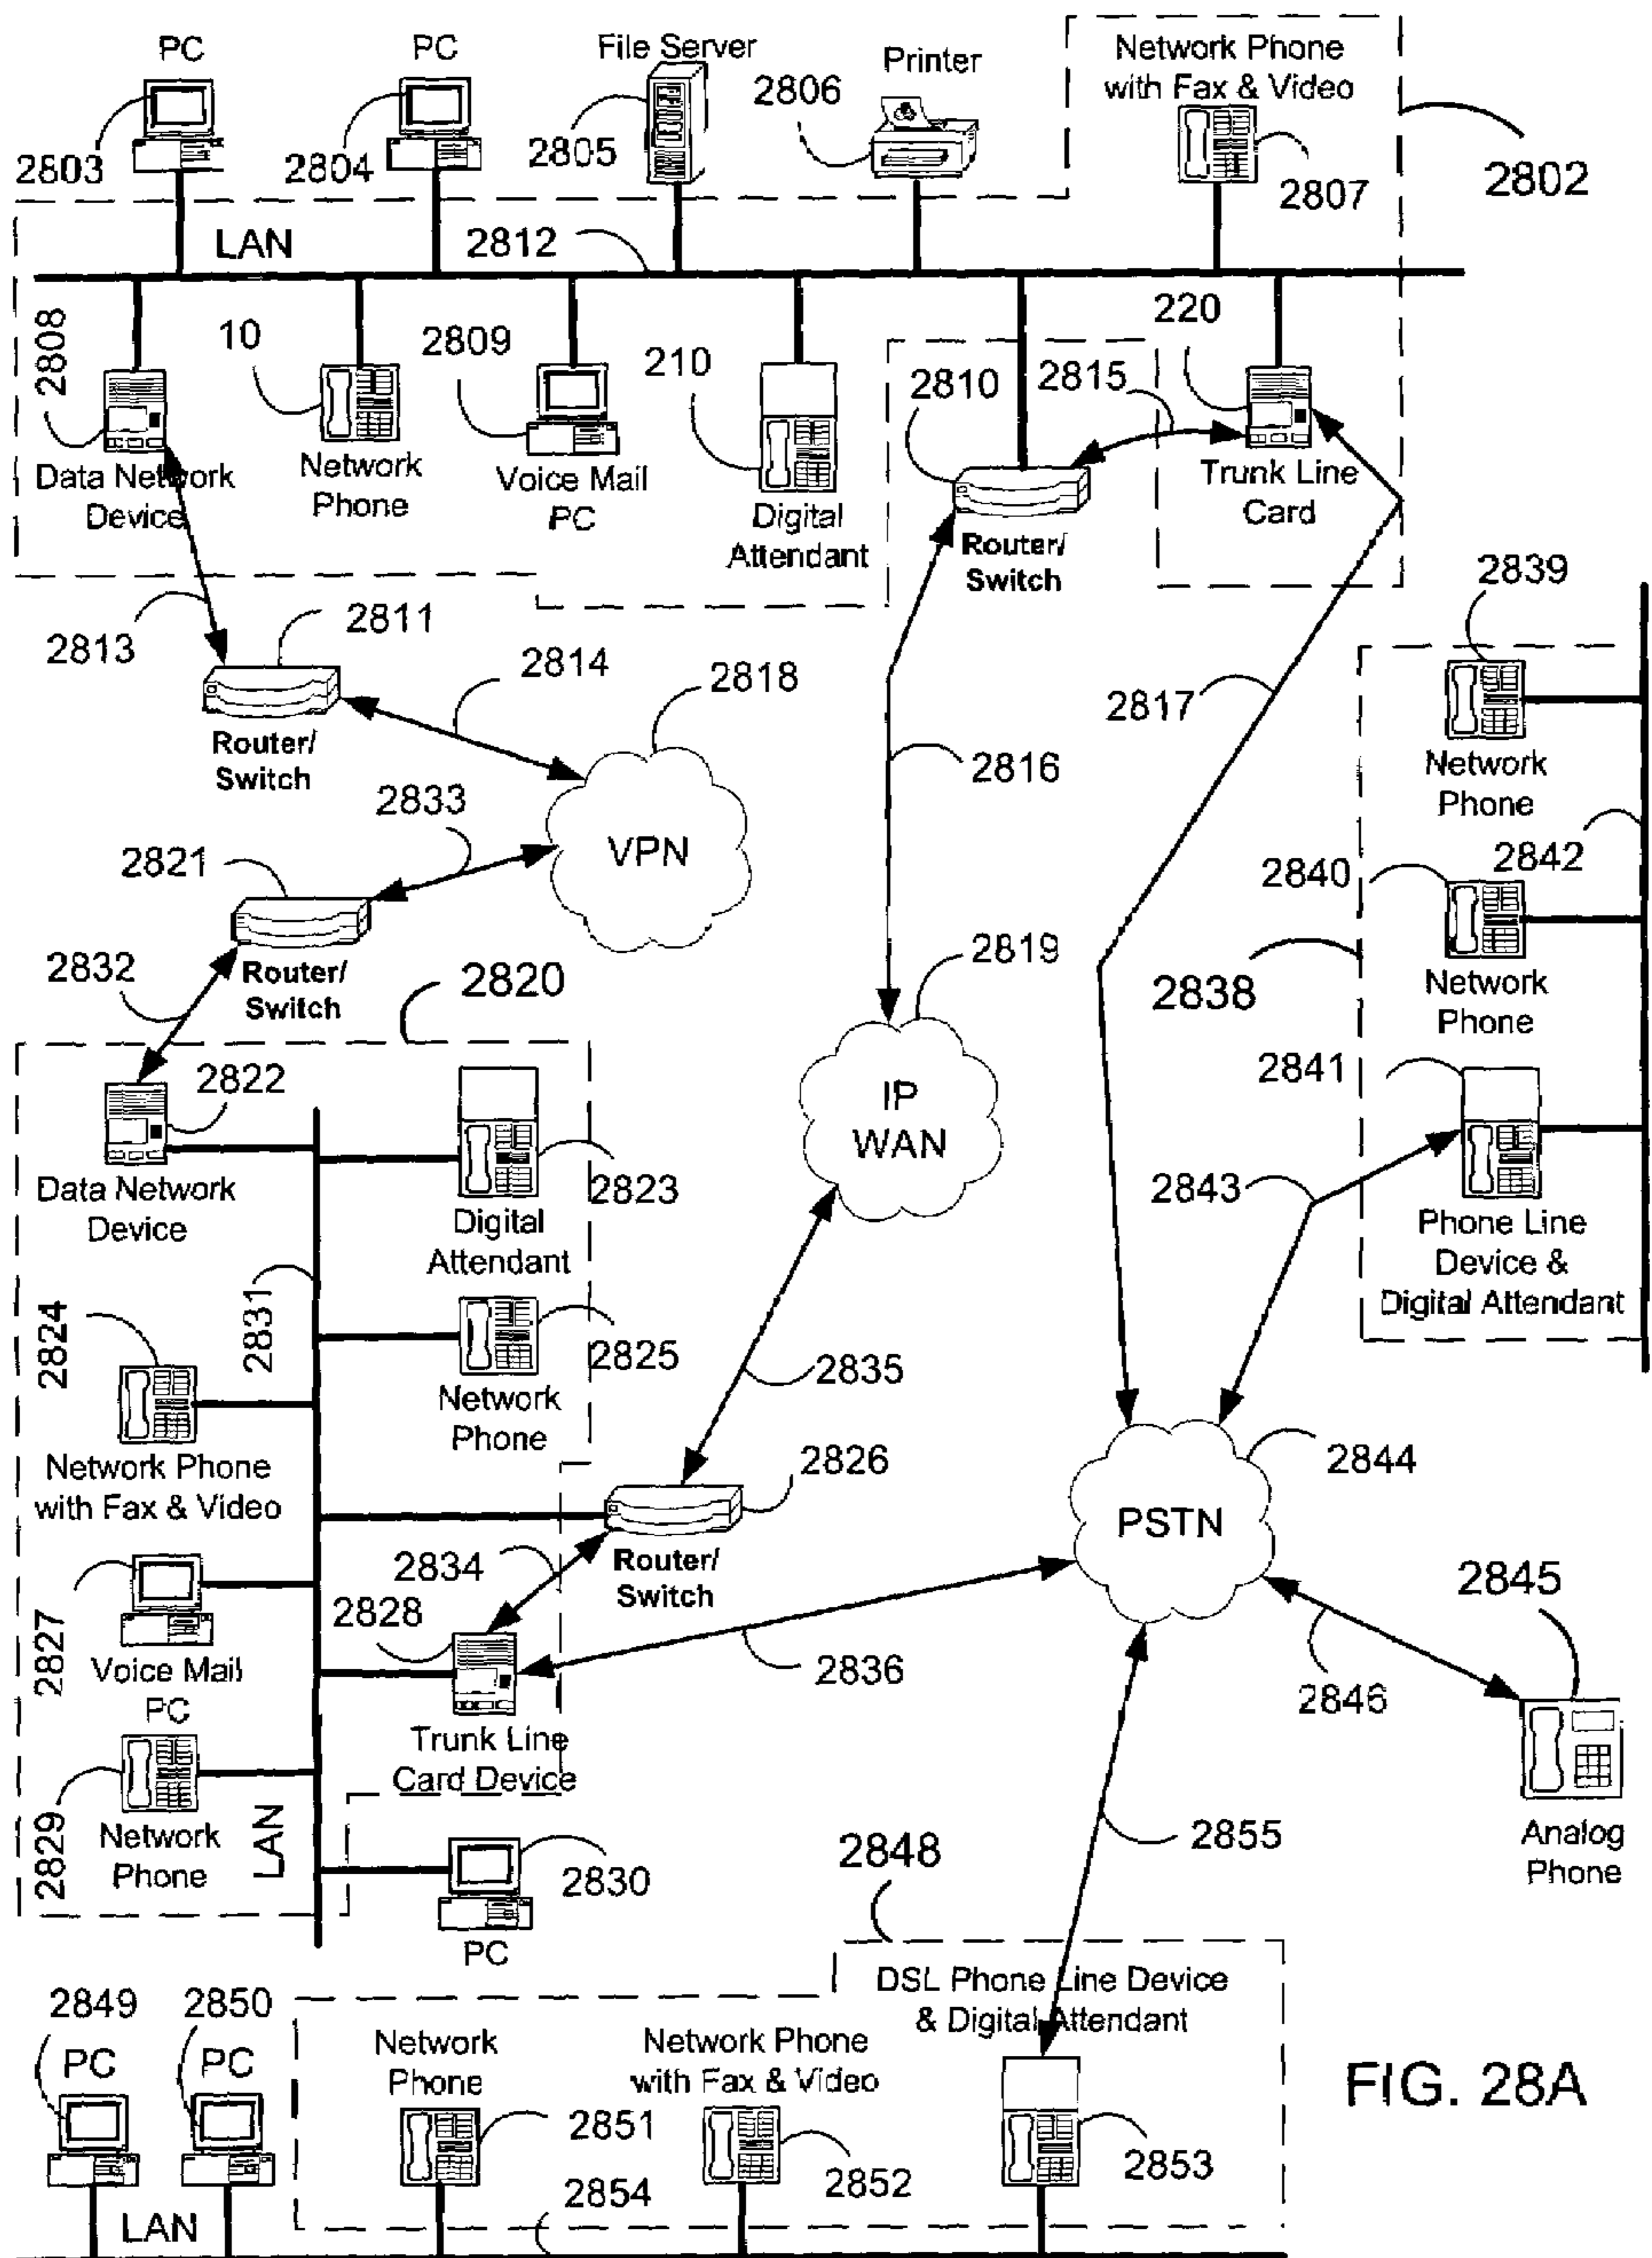 PC
PC
File Server
Printer
Network Phone
with Fax & Video
2803
2804
2805
2806
2807
2802
LAN
2812
2808
10
2809
210
2810
2815
220
Data Network
Device
Network
Phone
Voice Mail
PC
Digital
Attendant
Router/
Switch
Trunk Line
Card
2813
2811
2814
2818
Router/
Switch
2833
VPN
2816
2817
2839
Network
Phone
2842
2821
Router/
Switch
2832
2820
2819
IP
WAN
2840
2838
Network
Phone
2841
2843
Phone Line
Device &
Digital Attendant
2822
Data Network
Device
2823
Digital
Attendant
2831
2824
2825
Network
Phone
Network Phone
with Fax & Video
2835
2826
Router/
Switch
2834
2844
PSTN
2827
Voice Mail
PC
2828
Trunk Line
Card Device
2836
2845
2846
Analog
Phone
2829
Network
Phone
LAN
2830
PC
2855
2848
DSL Phone Line Device
& Digital Attendant
2849
PC
2850
PC
Network
Phone
2851
Network Phone
with Fax & Video
2852
2853
LAN
2854
FIG. 28A